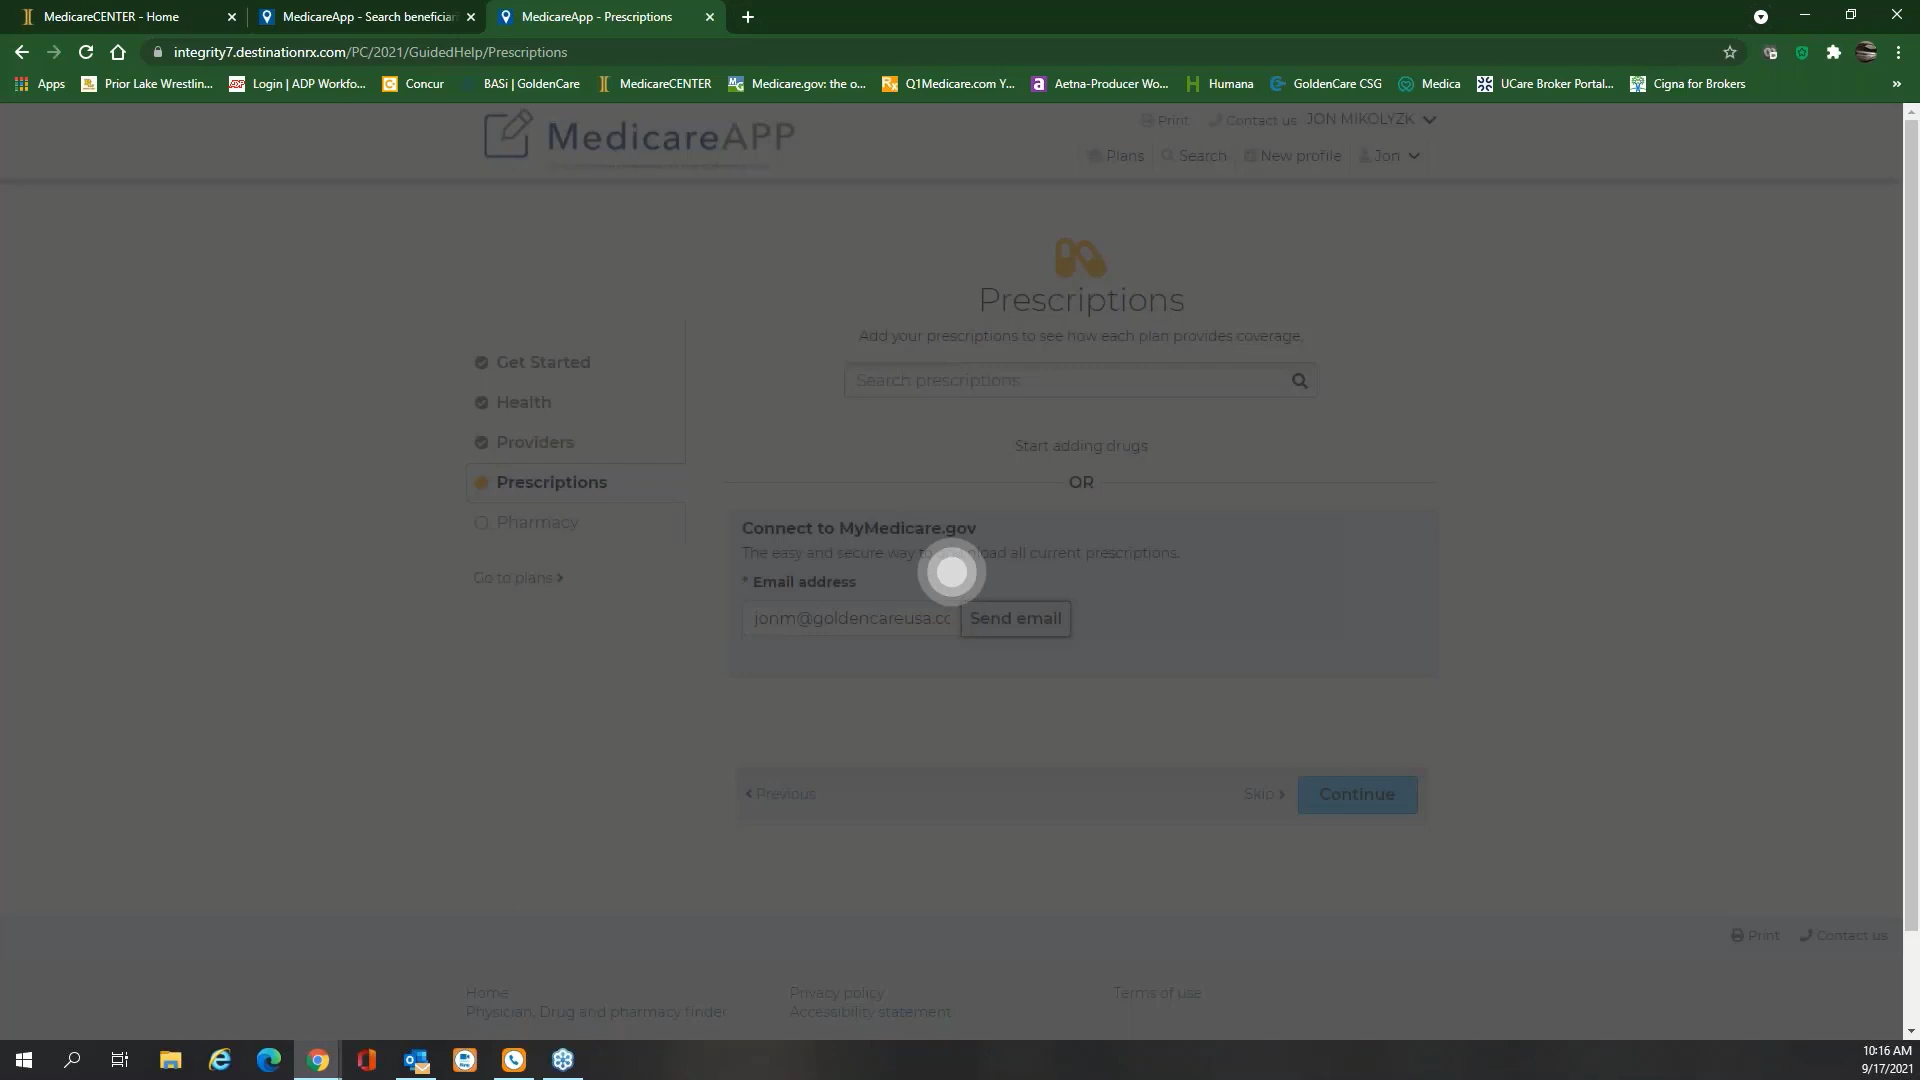 MedicareCENTER - Home
MedicareApp - Search beneficiar
MedicareApp - Prescriptions
integrity7.destinationrx.com/PC/2021/GuidedHelp/Prescriptions
Apps
Prior Lake Wrestlin...
Login | ADP Workfo...
Concur
BASi | GoldenCare
MedicareCENTER
Medicare.gov: the o...
Q1Medicare.com Y...
Aetna-Producer Wo...
Humana
GoldenCare CSG
Medica
UCare Broker Portal...
Cigna for Brokers
»
MedicareAPP
Print
Contact us
JON MIKOLYZK
Plans
Search
New profile
Jon
Prescriptions
Add your prescriptions to see how each plan provides coverage.
Search prescriptions
Get Started
Health
Providers
Prescriptions
Pharmacy
Go to plans
Start adding drugs
OR
Connect to MyMedicare.gov
The easy and secure way to download all current prescriptions.
* Email address
jonm@goldencareusa.cc
Send email
Previous
Skip
Continue
Print
Contact us
Home
Privacy policy
Terms of use
Physician, Drug and pharmacy finder
Accessibility statement
10:16 AM
9/17/2021